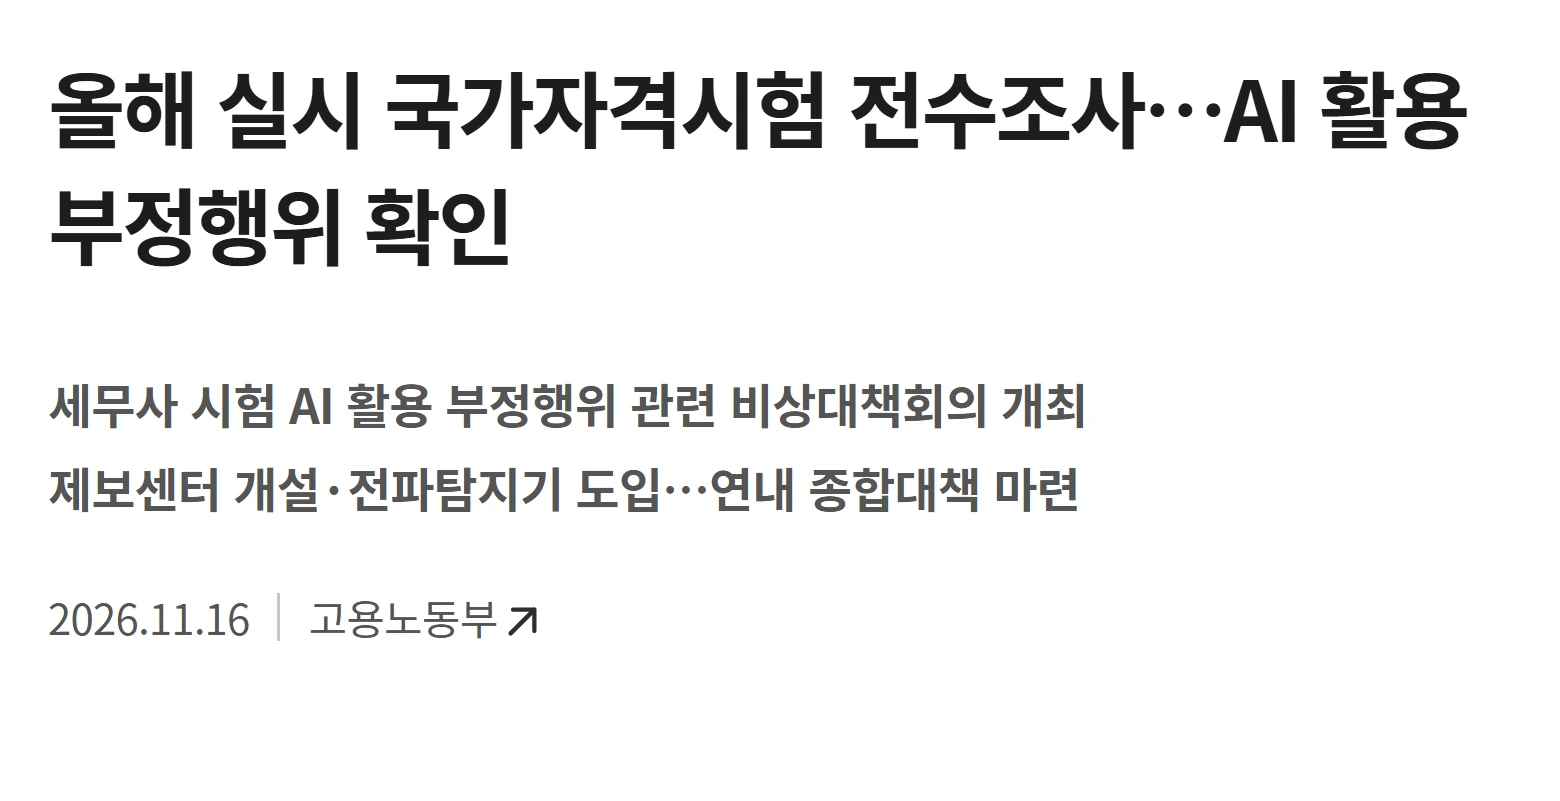 올해 실시 국가자격시험 전수조사…AI 활용
부정행위 확인
세무사 시험 AI 활용 부정행위 관련 비상대책회의 개최
제보센터 개설·전파탐지기 도입…연내 종합대책 마련
2026.11.16
고용노동부